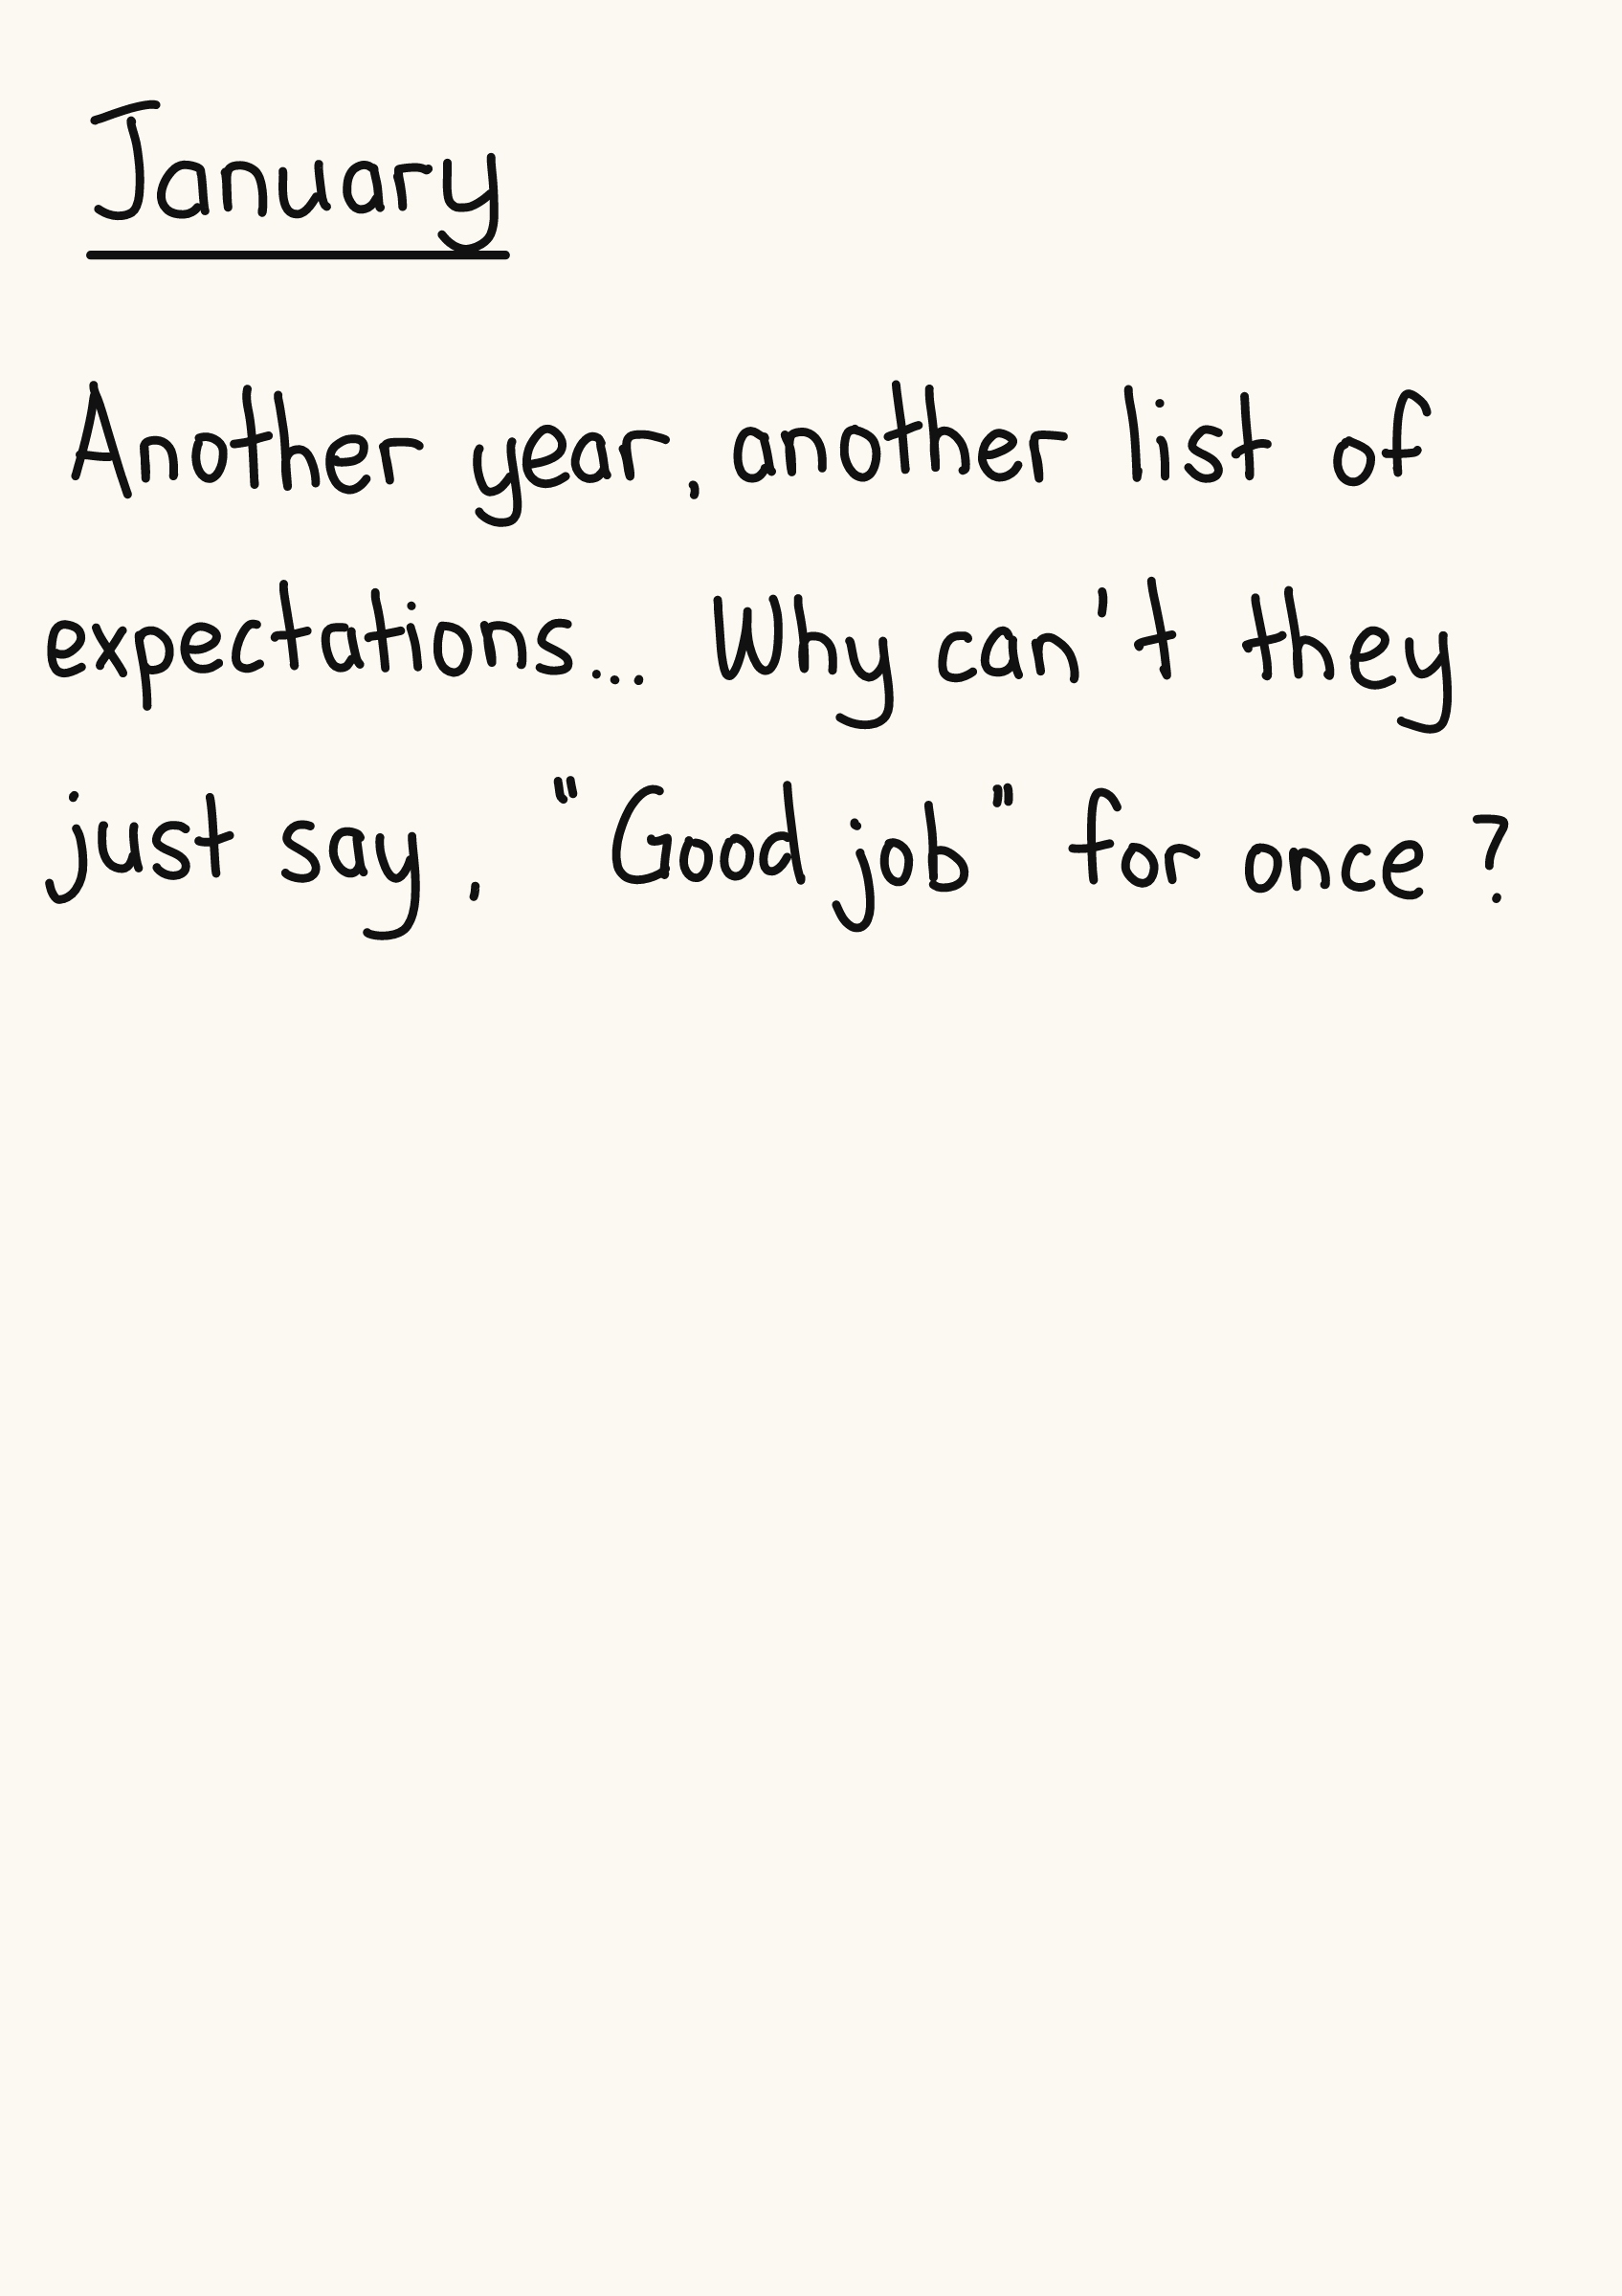 January
Another year, another list of
expectations... Why can't they
just say, "Good job" for once?